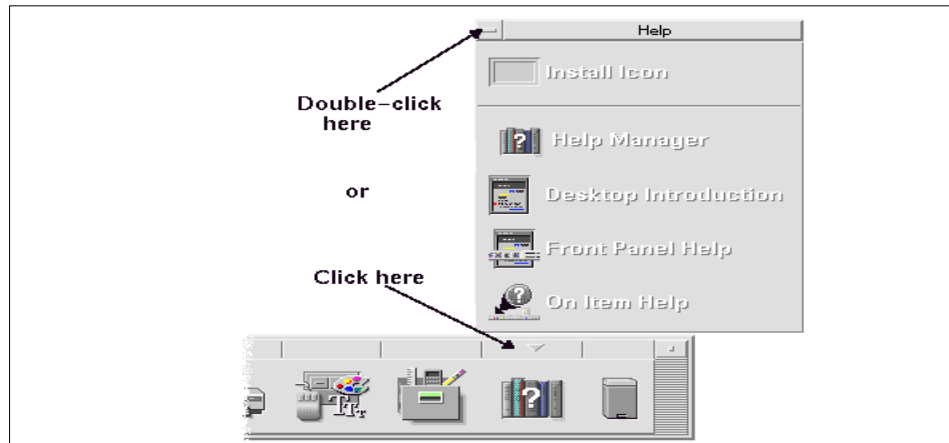 Help
Install Icon
Double-click
here
Help Manager
or
Desktop Introduction
Front Panel Help
Click here
On Item Help